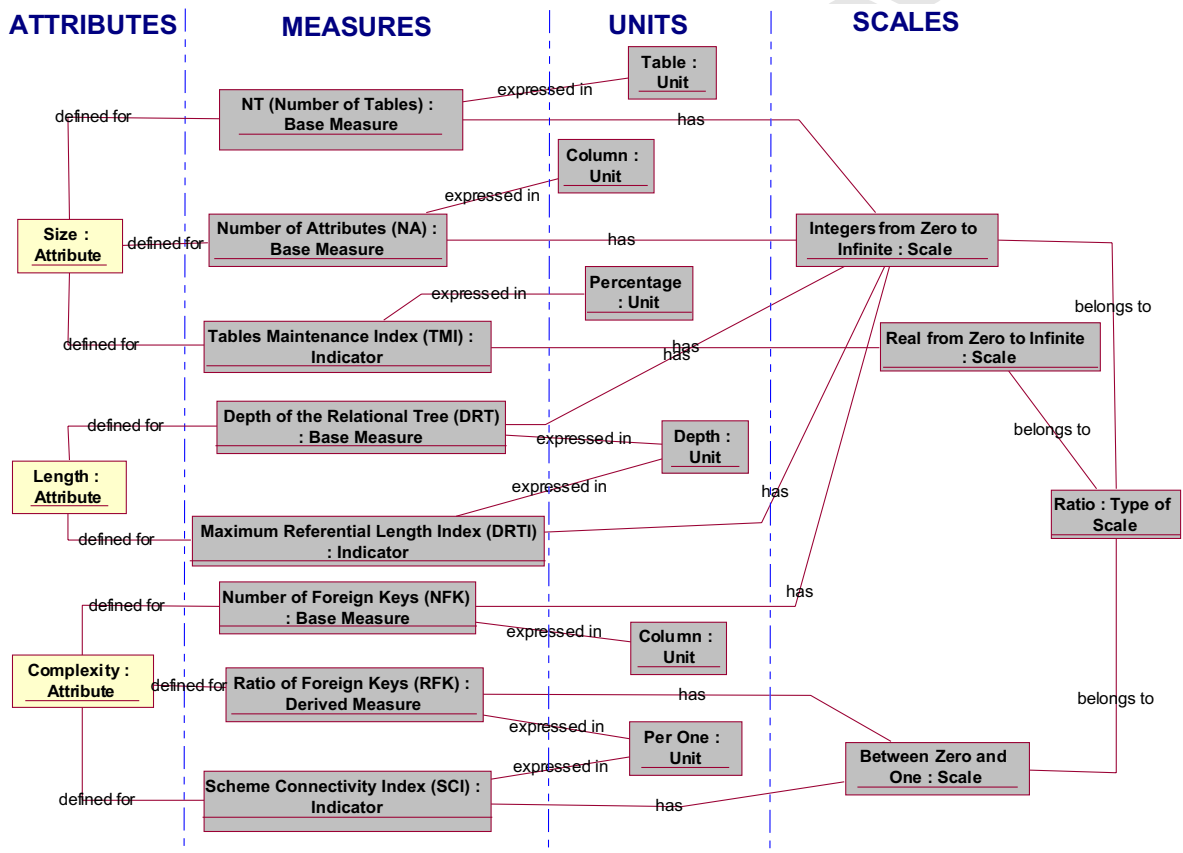 ATTRIBUTES
MEASURES
UNITS
SCALES
Table :
Unit
expressed in
NT (Number of Tables) :
Base Measure
defined for
has
Column :
Unit
expressed in
Size :
Attribute
defined for
Number of Attributes (NA) :
Base Measure
has
Integers from Zero to
Infinite : Scale
Percentage
: Unit
expressed in
belongs to
defined for
Tables Maintenance Index (TMI) :
Indicator
has
has
Real from Zero to Infinite
: Scale
defined for
Depth of the Relational Tree (DRT)
: Base Measure
expressed in
Depth :
Unit
belongs to
Length :
Attribute
expressed in
has
Ratio : Type of
Scale
defined for
Maximum Referential Length Index (DRTI)
: Indicator
defined for
Number of Foreign Keys (NFK)
: Base Measure
has
expressed in
Column :
Unit
Complexity :
Attribute
defined for
Ratio of Foreign Keys (RFK) :
Derived Measure
has
belongs to
expressed in
Per One :
Unit
expressed in
Between Zero and
One : Scale
defined for
Scheme Connectivity Index (SCI) :
Indicator
has